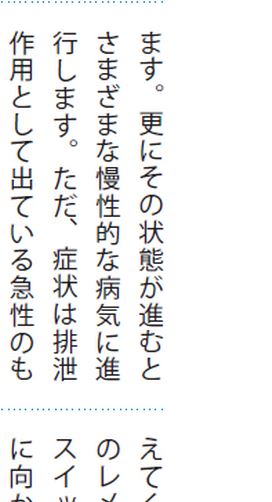 ます。更にその状態が進むと
さまざまな慢性的な病気に進
行します。ただ、症状は排泄
作用として出ている急性のも
えて
のレメ
スイッ
に向か